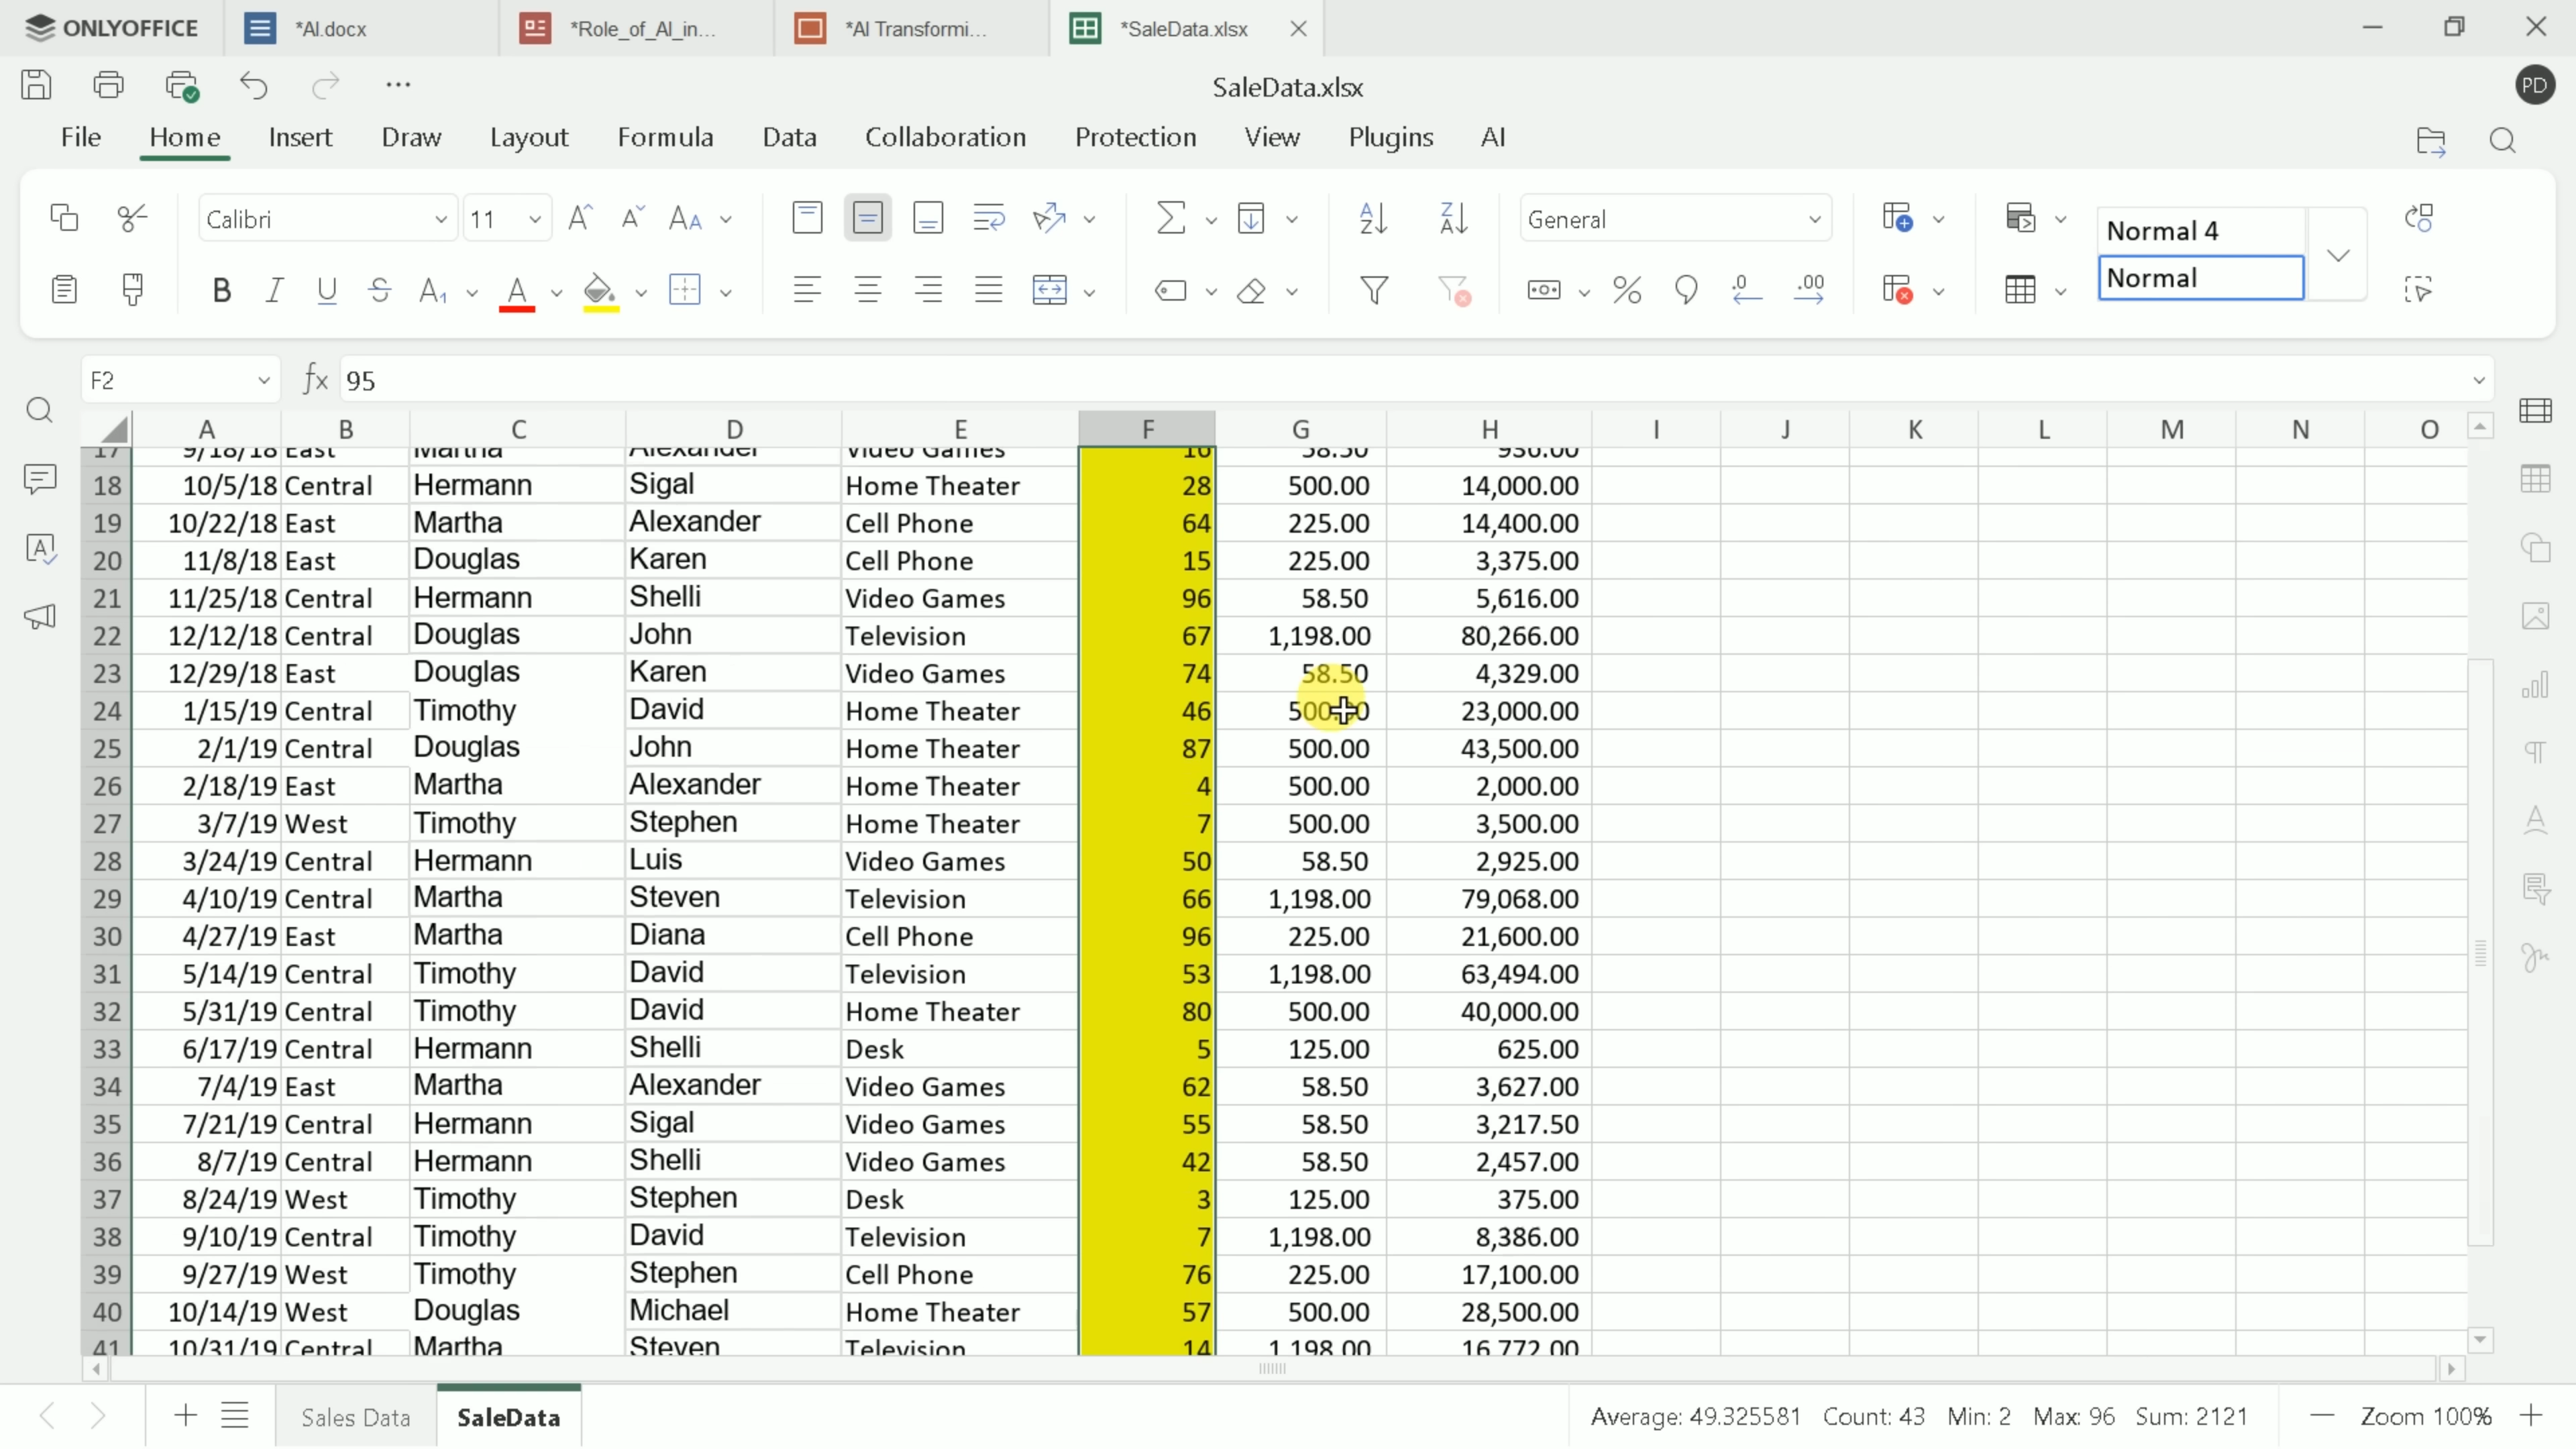 ONLYOFFICE *AI.docx *Role_of_AI_in... *AI Transformi... *SaleData.xlsx
SaleData.xlsx PD
File Home Insert Draw Layout Formula Data Collaboration Protection View Plugins AI
Calibri 11 General Normal 4
Normal
F2 fx 95
A B C D E F G H I J K L M N O
17 9/18/18 East Martha Alexander Video Games 16 58.50 936.00
18 10/5/18 Central Hermann Sigal Home Theater 28 500.00 14,000.00
19 10/22/18 East Martha Alexander Cell Phone 64 225.00 14,400.00
20 11/8/18 East Douglas Karen Cell Phone 15 225.00 3,375.00
21 11/25/18 Central Hermann Shelli Video Games 96 58.50 5,616.00
22 12/12/18 Central Douglas John Television 67 1,198.00 80,266.00
23 12/29/18 East Douglas Karen Video Games 74 58.50 4,329.00
24 1/15/19 Central Timothy David Home Theater 46 500.00 23,000.00
25 2/1/19 Central Douglas John Home Theater 87 500.00 43,500.00
26 2/18/19 East Martha Alexander Home Theater 4 500.00 2,000.00
27 3/7/19 West Timothy Stephen Home Theater 7 500.00 3,500.00
28 3/24/19 Central Hermann Luis Video Games 50 58.50 2,925.00
29 4/10/19 Central Martha Steven Television 66 1,198.00 79,068.00
30 4/27/19 East Martha Diana Cell Phone 96 225.00 21,600.00
31 5/14/19 Central Timothy David Television 53 1,198.00 63,494.00
32 5/31/19 Central Timothy David Home Theater 80 500.00 40,000.00
33 6/17/19 Central Hermann Shelli Desk 5 125.00 625.00
34 7/4/19 East Martha Alexander Video Games 62 58.50 3,627.00
35 7/21/19 Central Hermann Sigal Video Games 55 58.50 3,217.50
36 8/7/19 Central Hermann Shelli Video Games 42 58.50 2,457.00
37 8/24/19 West Timothy Stephen Desk 3 125.00 375.00
38 9/10/19 Central Timothy David Television 7 1,198.00 8,386.00
39 9/27/19 West Timothy Stephen Cell Phone 76 225.00 17,100.00
40 10/14/19 West Douglas Michael Home Theater 57 500.00 28,500.00
41 10/31/19 Central Martha Steven Television 14 1,198.00 16,772.00
Sales Data SaleData Average: 49.325581 Count: 43 Min: 2 Max: 96 Sum: 2121 Zoom 100%